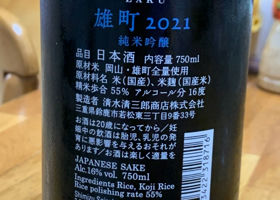 ZAKU
雄町 2021
純米吟醸
品目 日本酒 内容量 750ml
原材米 岡山・雄町全量使用
原材料名 / 米(国産)、米麹(国産米)
精米歩合 55% アルコール分 16度
製造者 清水清三郎商店株式会社
三重県鈴鹿市若松東三丁目9番33号
お酒は20歳になってから/妊
娠中の飲酒は胎児、乳児の発
育に悪影響を与えるおそれが
あります/お酒は楽しく適量を
JAPANESE SAKE
Alc.16% vol. 750ml
Ingredients Rice, Koji Rice
Rice polishing rate 55%